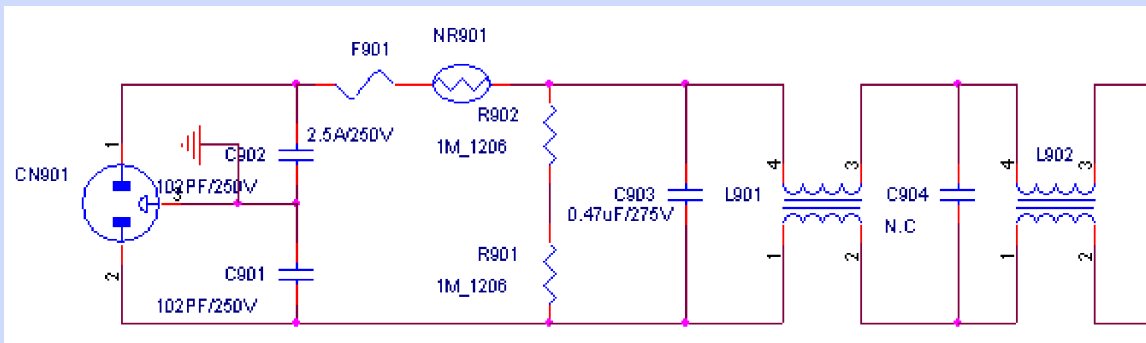 NR901
F901
R902
1M_1206
2.5A/250V
C902
102PF/250V
CN901
1
3
2
C901
102PF/250V
R901
1M_1206
C903
0.47uF/275V
L901
4
3
1
2
C904
N.C
L902
4
3
1
2